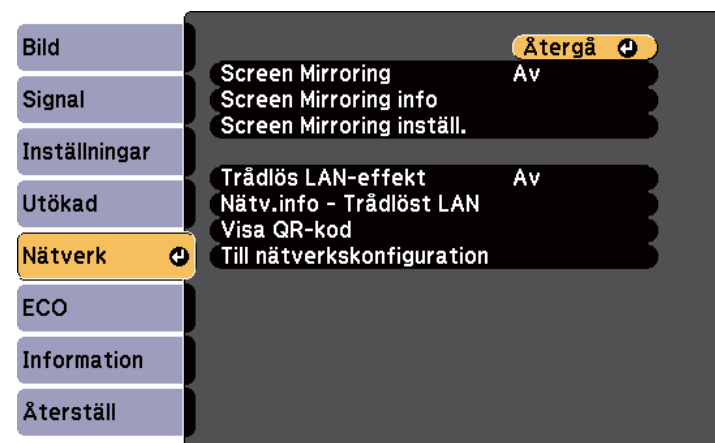 Bild
Signal
Inställningar
Utökad
Nätverk
ECO
Information
Återställ
Återgå
Screen Mirroring Av
Screen Mirroring info
Screen Mirroring inställ.
Trådlös LAN-effekt Av
Nätv.info - Trådlöst LAN
Visa QR-kod
Till nätverkskonfiguration